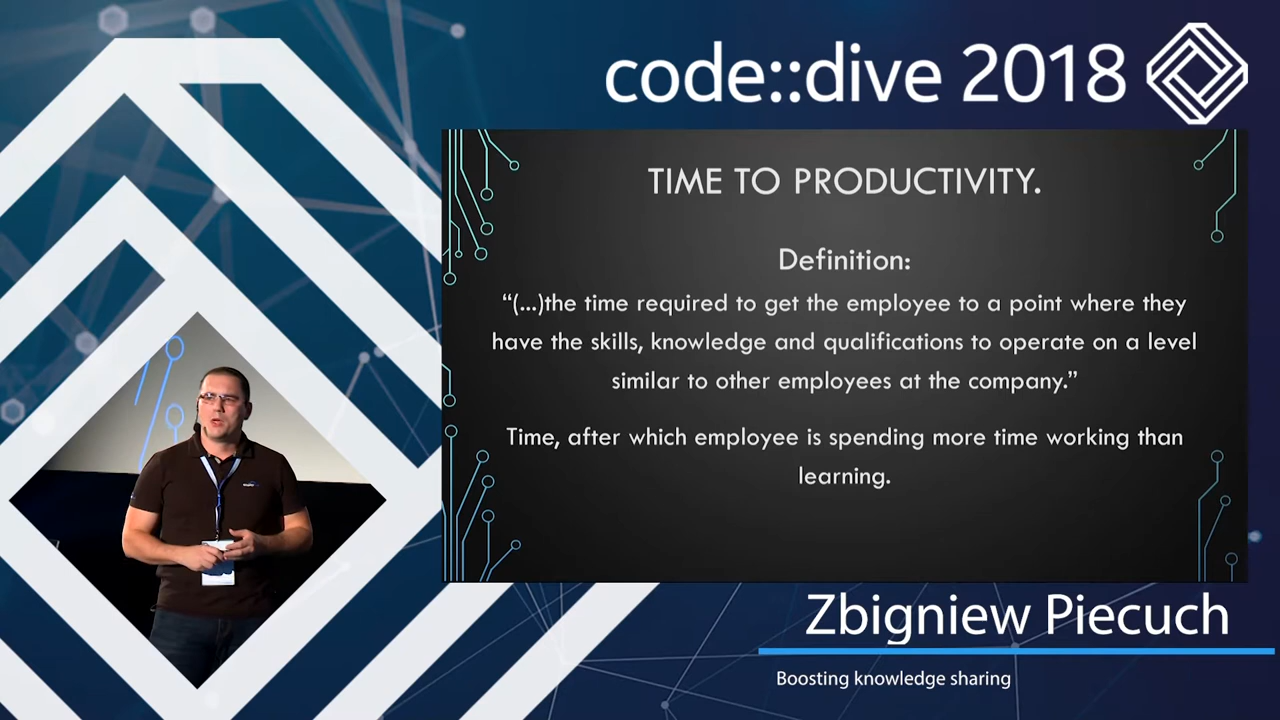 code::dive 2018
TIME TO PRODUCTIVITY.
Definition:
“(...)the time required to get the employee to a point where they
have the skills, knowledge and qualifications to operate on a level
similar to other employees at the company.”
Time, after which employee is spending more time working than
learning.
Zbigniew Piecuch
Boosting knowledge sharing